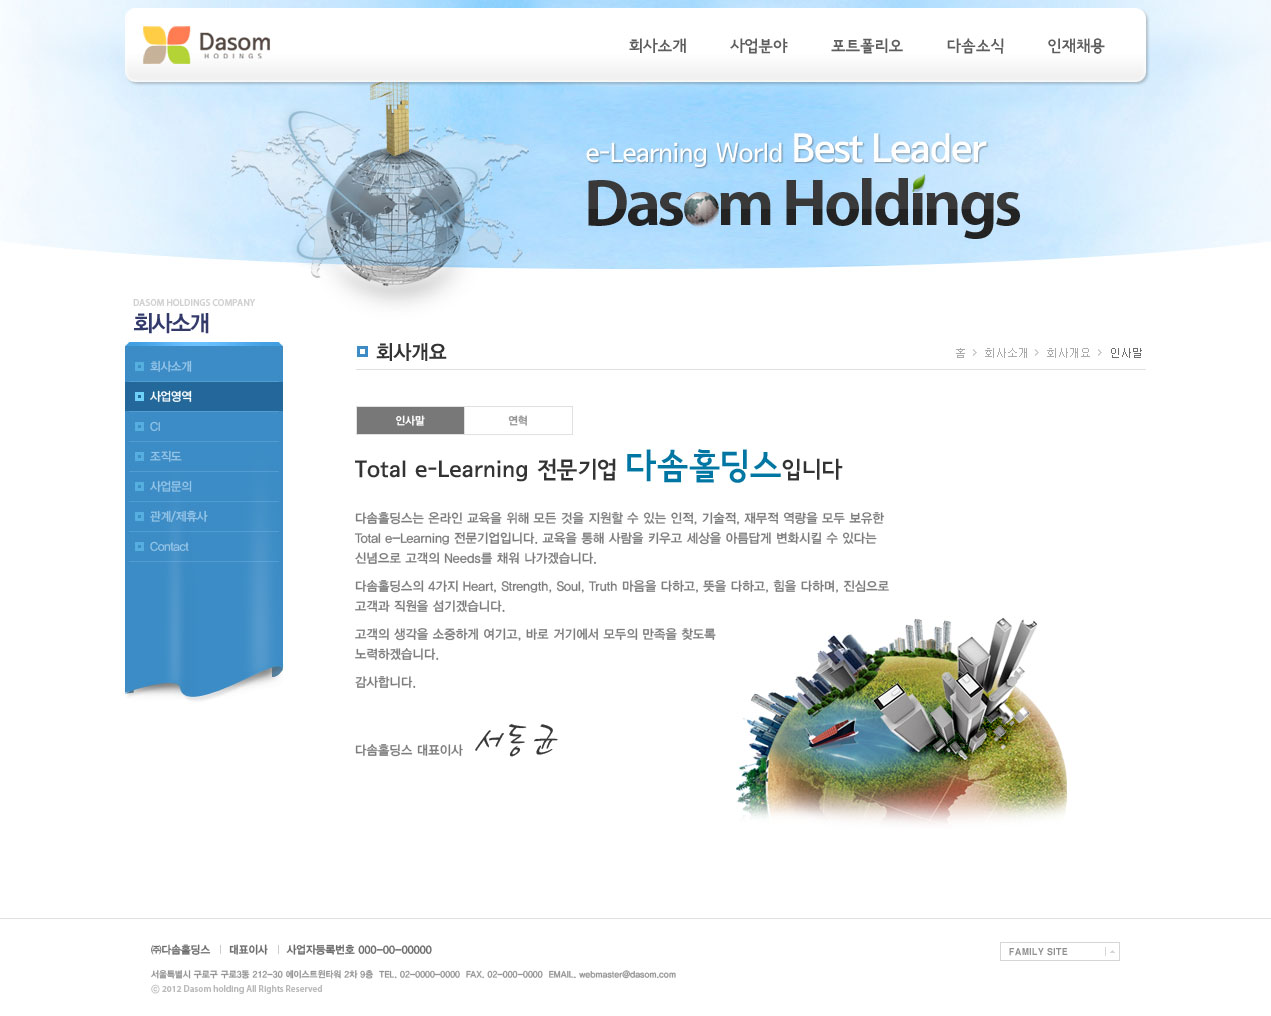 Dasom
HODINGS
회사소개 사업분야 포트폴리오 다솜소식 인재채용
e-Learning World Best Leader
Dasom Holdings
DASOM HOLDINGS COMPANY
회사소개
회사소개
사업영역
CI
조직도
사업문의
관계/제휴사
Contact
회사개요
홈 > 회사소개 > 회사개요 > 인사말
인사말 연혁
Total e-Learning 전문기업 다솜홀딩스입니다
다솜홀딩스는 온라인 교육을 위해 모든 것을 지원할 수 있는 인적, 기술적, 재무적 역량을 모두 보유한
Total e-Learning 전문기업입니다. 교육을 통해 사람을 키우고 세상을 아름답게 변화시킬 수 있다는
신념으로 고객의 Needs를 채워 나가겠습니다.
다솜홀딩스의 4가지 Heart, Strength, Soul, Truth 마음을 다하고, 뜻을 다하고, 힘을 다하며, 진심으로
고객과 직원을 섬기겠습니다.
고객의 생각을 소중하게 여기고, 바로 거기에서 모두의 만족을 찾도록
노력하겠습니다.
감사합니다.
다솜홀딩스 대표이사 서동균
㈜다솜홀딩스 | 대표이사 | 사업자등록번호 000-00-00000
서울특별시 구로구 구로3동 212-30 에이스트윈타워 2차 9층 TEL. 02-0000-0000 FAX. 02-000-0000 EMAIL. webmaster@dasom.com
ⓒ 2012 Dasom holding All Rights Reserved
FAMILY SITE